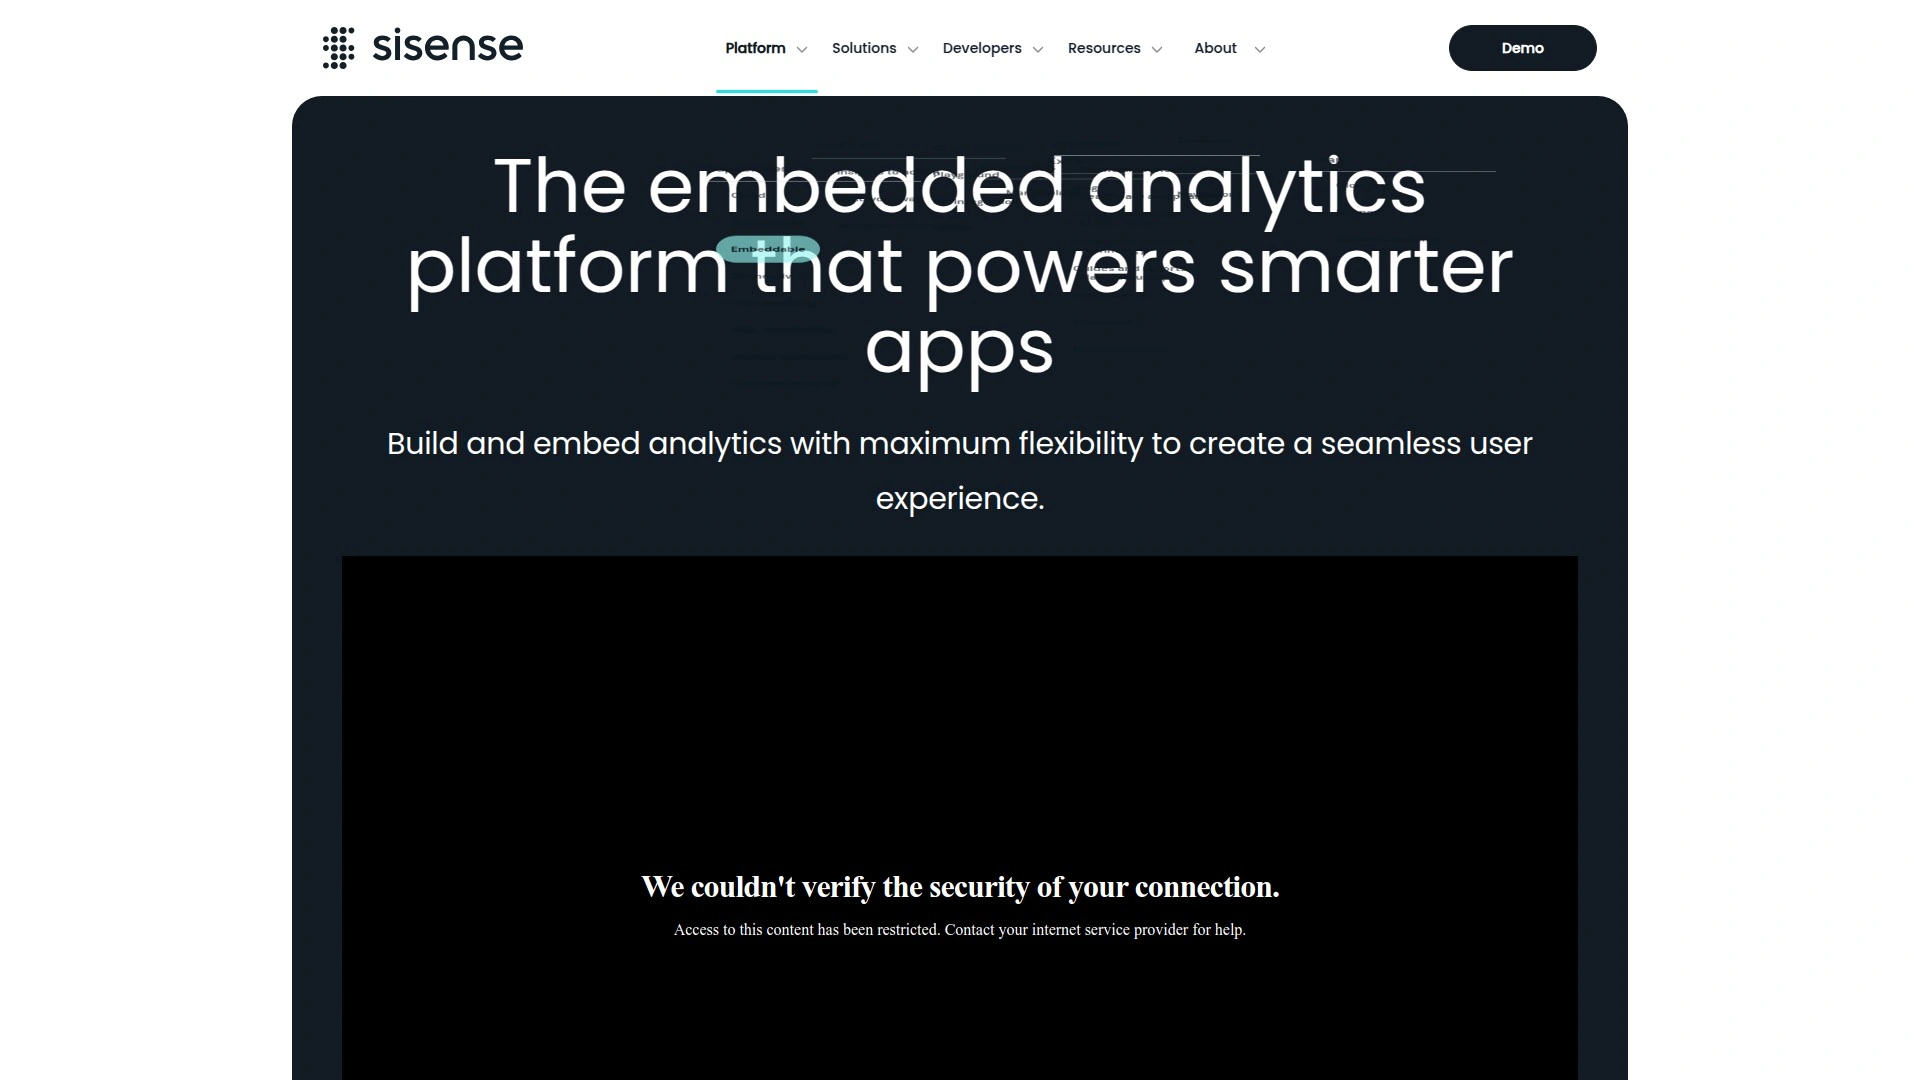 sisense
Platform
Solutions
Developers
Resources
About
Demo
The embedded analytics
platform that powers smarter
apps
Embeddable
Build and embed analytics with maximum flexibility to create a seamless user
experience.
We couldn't verify the security of your connection.
Access to this content has been restricted. Contact your internet service provider for help.